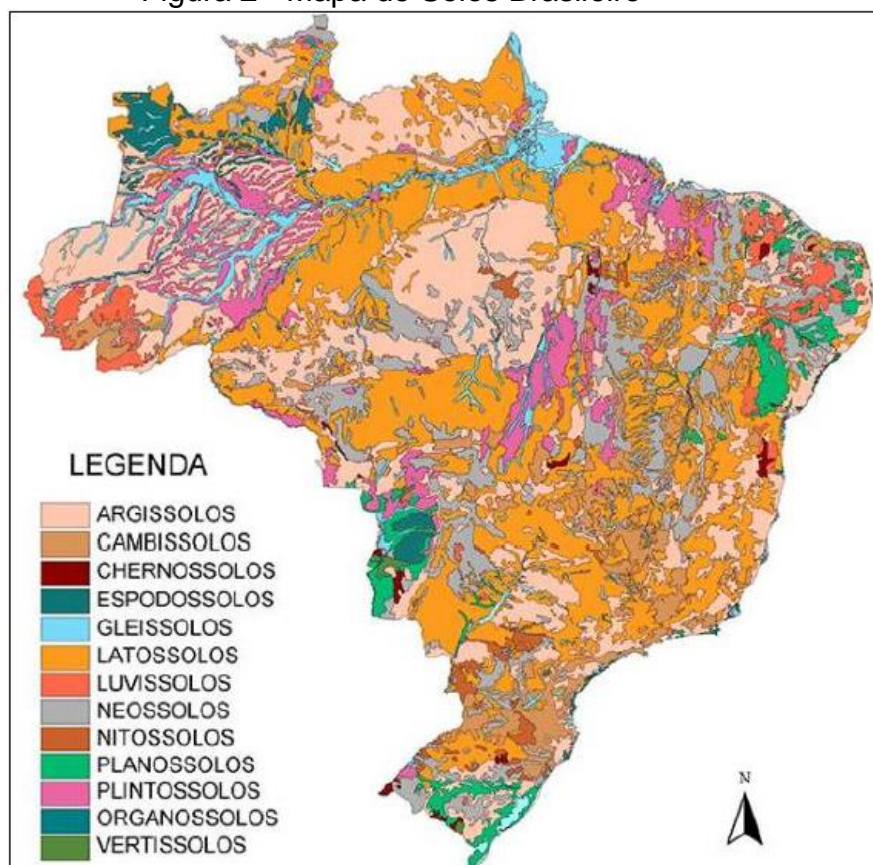 Figura 2 - Mapa de Solos Brasileiro
N
LEGENDA
ARGISSOLOS
CAMBISSOLOS
CHERNOSSOLOS
ESPODOSSOLOS
GLEISSOLOS
LATOSSOLOS
LUVISSOLOS
NEOSSOLOS
NITOSSOLOS
PLANOSSOLOS
PLINTOSSOLOS
ORGANOSSOLOS
VERTISSOLOS